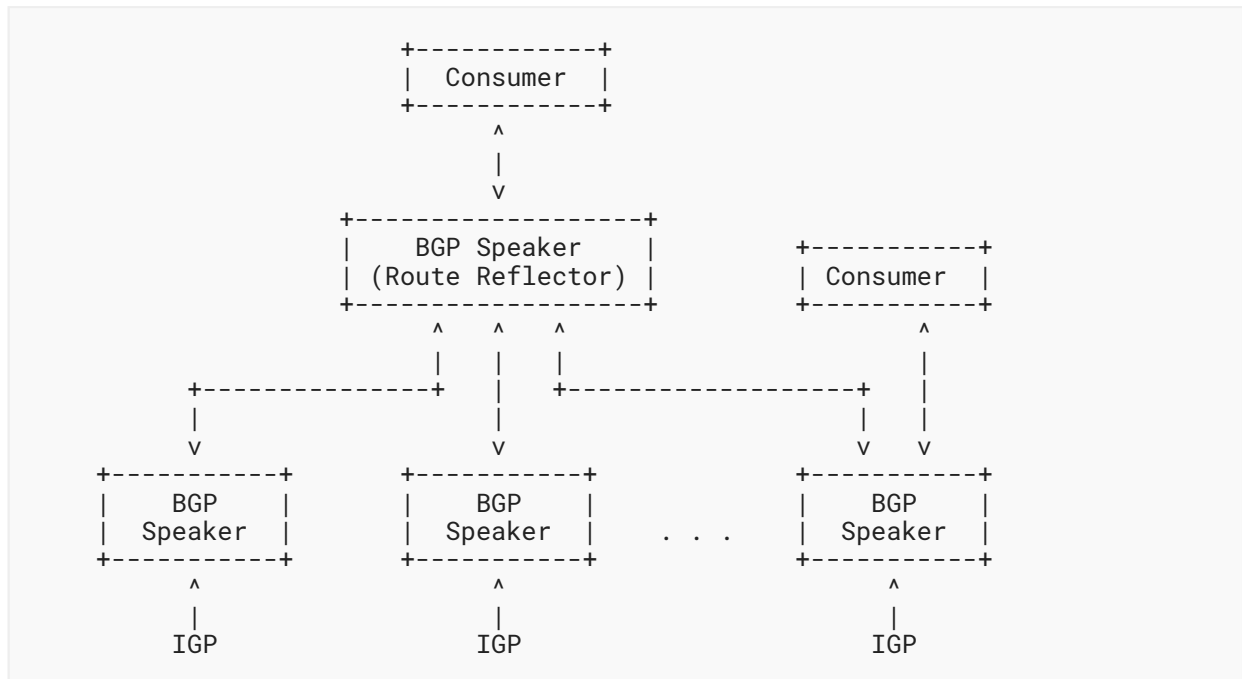 Consumer
BGP Speaker
(Route Reflector)
Consumer
BGP
Speaker
BGP
Speaker
. . .
BGP
Speaker
IGP
IGP
IGP